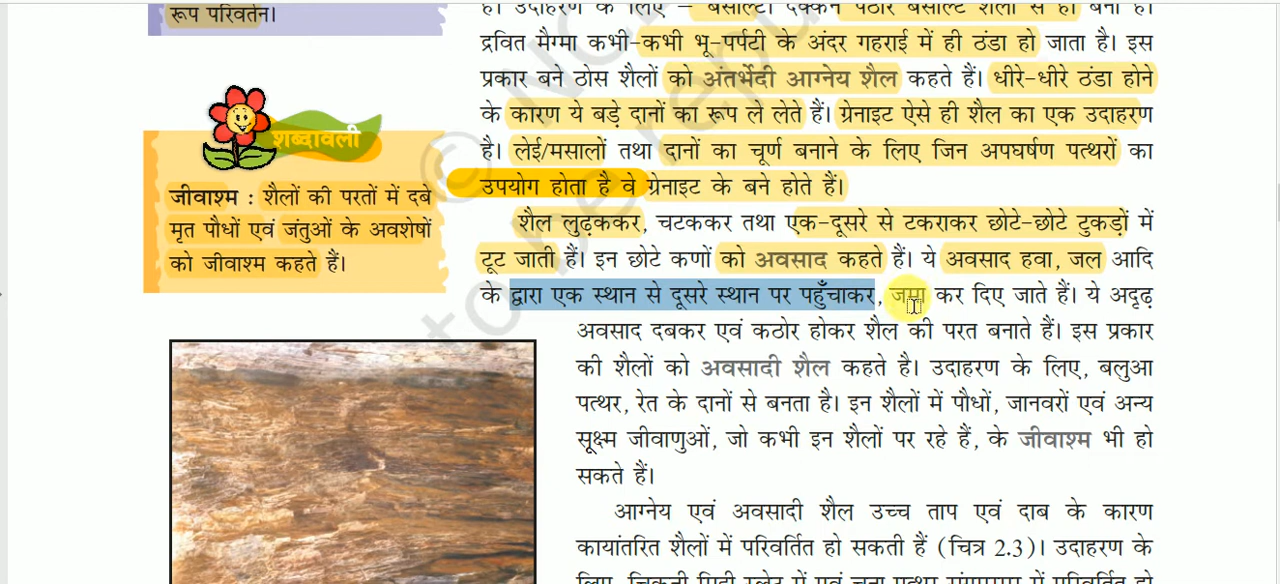 रूप परिवर्तन।
शब्दावली
जीवाश्म : शैलों की परतों में दबे
मृत पौधों एवं जंतुओं के अवशेषों
को जीवाश्म कहते हैं।
है। उदाहरण के लिए – बेसाल्ट। दक्कन पठार बेसाल्ट शैलों से ही बना है।
द्रवित मैग्मा कभी-कभी भू-पर्पटी के अंदर गहराई में ही ठंडा हो जाता है। इस
प्रकार बने ठोस शैलों को अंतर्भेदी आग्नेय शैल कहते हैं। धीरे-धीरे ठंडा होने
के कारण ये बड़े दानों का रूप ले लेते हैं। ग्रेनाइट ऐसे ही शैल का एक उदाहरण
है। लेई/मसालों तथा दानों का चूर्ण बनाने के लिए जिन अपघर्षण पत्थरों का
उपयोग होता है वे ग्रेनाइट के बने होते हैं।
शैल लुढ़ककर, चटककर तथा एक-दूसरे से टकराकर छोटे-छोटे टुकड़ों में
टूट जाती हैं। इन छोटे कणों को अवसाद कहते हैं। ये अवसाद हवा, जल आदि
के द्वारा एक स्थान से दूसरे स्थान पर पहुँचाकर, जमा कर दिए जाते हैं। ये अदृढ़
अवसाद दबकर एवं कठोर होकर शैल की परत बनाते हैं। इस प्रकार
की शैलों को अवसादी शैल कहते हैं। उदाहरण के लिए, बलुआ
पत्थर, रेत के दानों से बनता है। इन शैलों में पौधों, जानवरों एवं अन्य
सूक्ष्म जीवाणुओं, जो कभी इन शैलों पर रहे हैं, के जीवाश्म भी हो
सकते हैं।
आग्नेय एवं अवसादी शैल उच्च ताप एवं दाब के कारण
कायांतरित शैलों में परिवर्तित हो सकती हैं (चित्र 2.3)। उदाहरण के